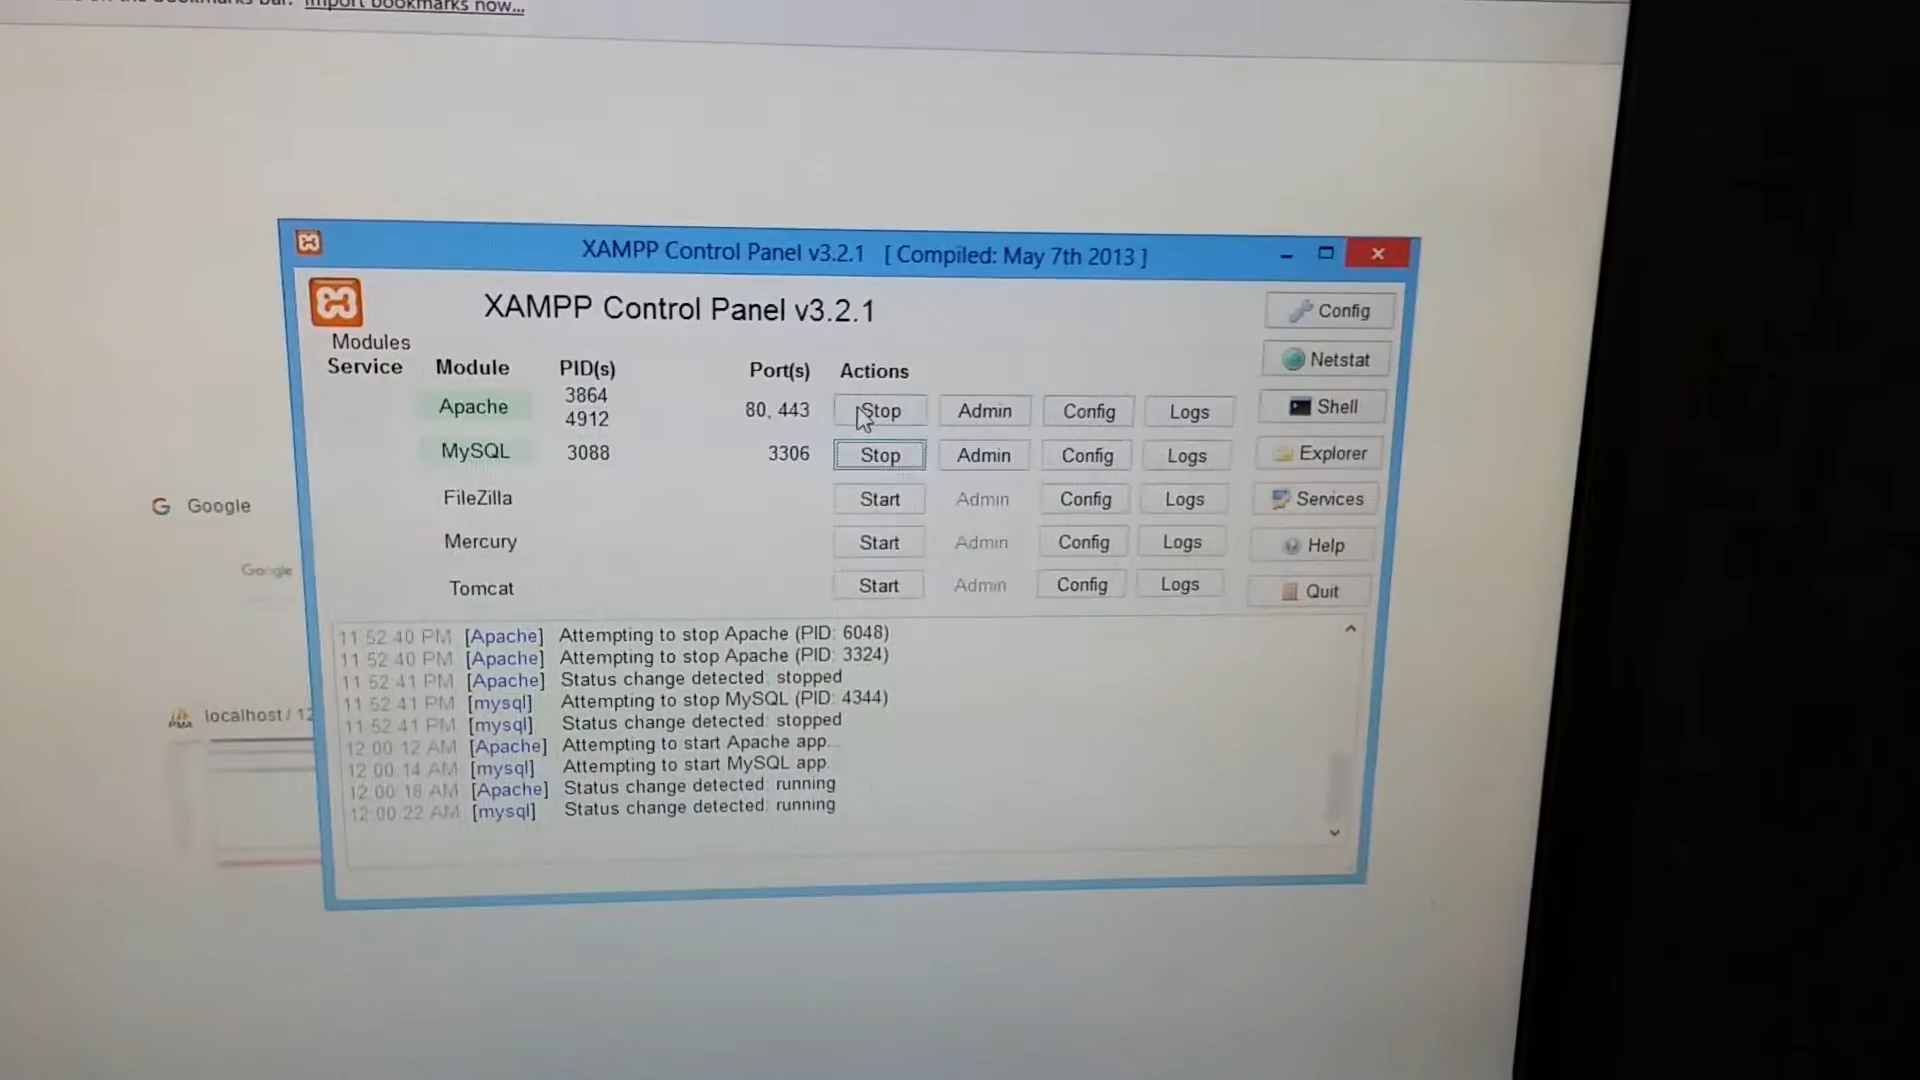 Import bookmarks now...
XAMPP Control Panel v3.2.1 [ Compiled: May 7th 2013 ]
XAMPP Control Panel v3.2.1
Config
Modules
Service Module PID(s) Port(s) Actions
Netstat
Apache 3864 4912 80, 443 Stop Admin Config Logs
Shell
MySQL 3088 3306 Stop Admin Config Logs
Explorer
FileZilla Start Admin Config Logs
Services
Mercury Start Admin Config Logs
Help
Tomcat Start Admin Config Logs
Quit
Google
Google
PMA localhost / 12
11:52:40 PM [Apache] Attempting to stop Apache (PID: 6048)
11:52:40 PM [Apache] Attempting to stop Apache (PID: 3324)
11:52:41 PM [Apache] Status change detected: stopped
11:52:41 PM [mysql] Attempting to stop MySQL (PID: 4344)
11:52:41 PM [mysql] Status change detected: stopped
12:00:12 AM [Apache] Attempting to start Apache app...
12:00:14 AM [mysql] Attempting to start MySQL app...
12:00:18 AM [Apache] Status change detected: running
12:00:22 AM [mysql] Status change detected: running